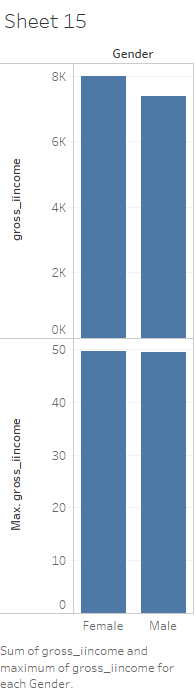 Sheet 15
Gender
gross_iincome
8K
6K
4K
2K
0K
Max. gross_iincome
50
40
30
20
10
0
Female Male
Sum of gross_iincome and
maximum of gross_iincome for
each Gender.